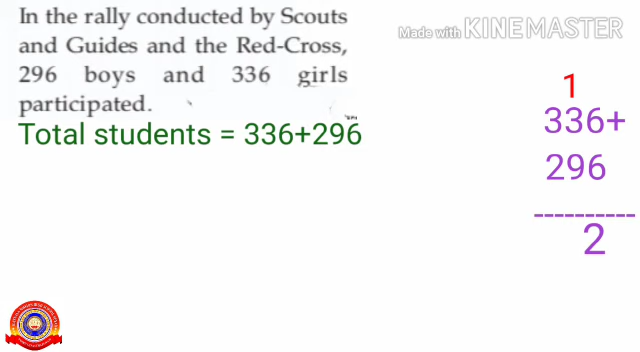 In the rally conducted by Scouts
and Guides and the Red-Cross,
296 boys and 336 girls
participated.
Total students = 336+296
Made with KINEMASTER
1
336+
296
----------
2